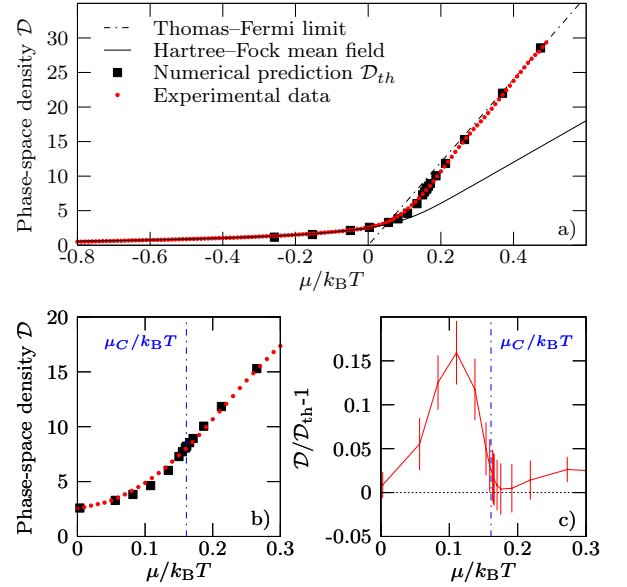 a)
Thomas–Fermi limit
Hartree–Fock mean field
Numerical prediction 𝒟th
Experimental data
Phase-space density 𝒟
30
25
20
15
10
5
0
-0.8 -0.6 -0.4 -0.2 0 0.2 0.4
μ/kBT
b)
μC/kBT
Phase-space density 𝒟
20
15
10
5
0
0 0.1 0.2 0.3
μ/kBT
c)
μC/kBT
𝒟/𝒟th-1
0.15
0.1
0.05
0
-0.05
0 0.1 0.2 0.3
μ/kBT